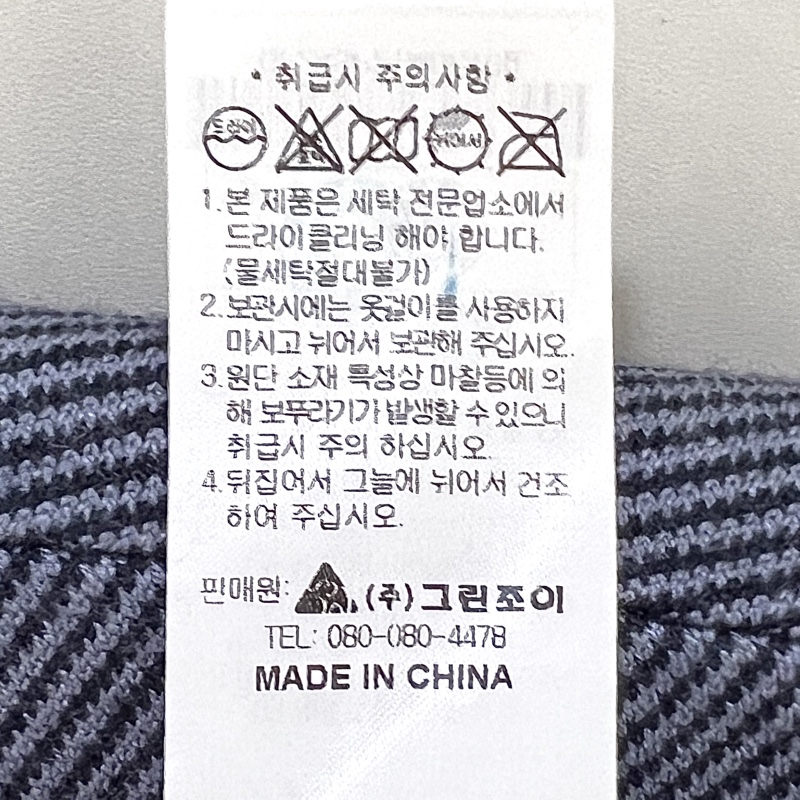 • 취급시 주의사항 •
드라이 뉘어서
1. 본 제품은 세탁 전문업소에서
드라이클리닝 해야 합니다.
(물세탁절대불가)
2. 보관시에는 옷걸이를 사용하지
마시고 뉘어서 보관해 주십시오.
3. 원단 소재 특성상 마찰등에 의
해 보푸라기가 발생할 수 있으니
취급시 주의 하십시오.
4. 뒤집어서 그늘에 뉘어서 건조
하여 주십시오.
판매원: (주)그린조이
TEL: 080-080-4478
MADE IN CHINA